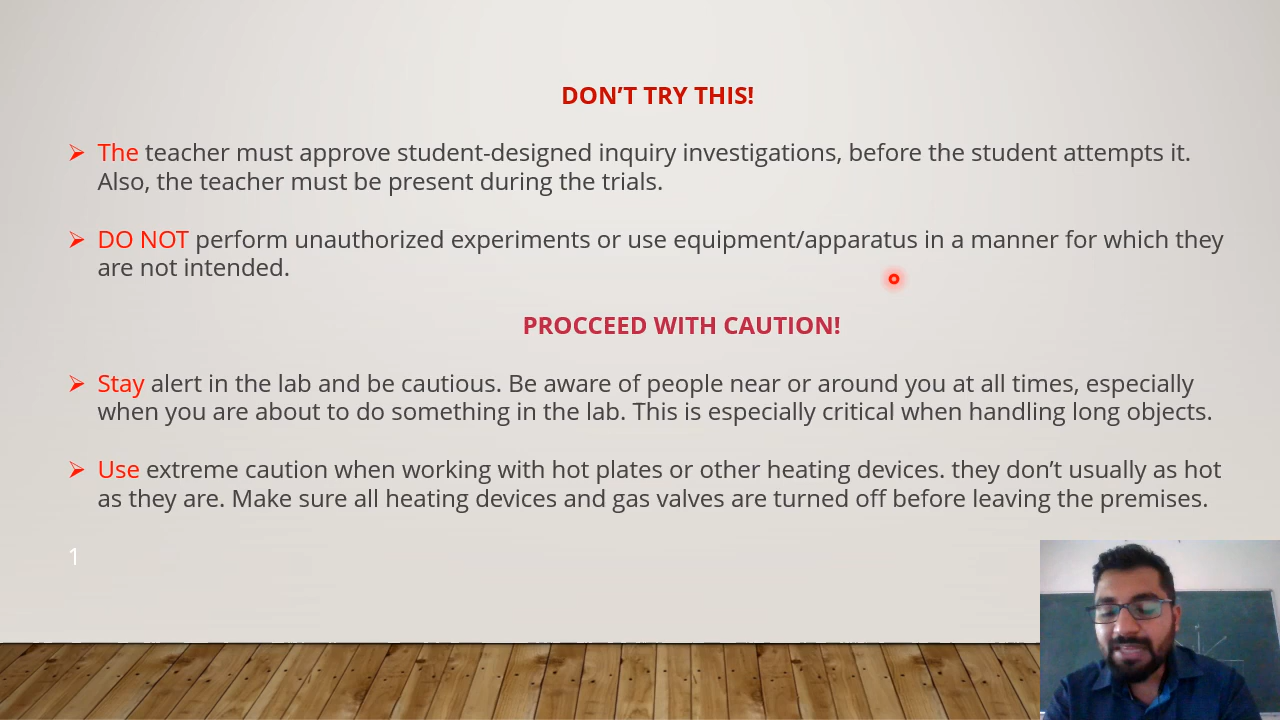 DON’T TRY THIS!
➢ The teacher must approve student-designed inquiry investigations, before the student attempts it.
Also, the teacher must be present during the trials.
➢ DO NOT perform unauthorized experiments or use equipment/apparatus in a manner for which they
are not intended.
PROCCEED WITH CAUTION!
➢ Stay alert in the lab and be cautious. Be aware of people near or around you at all times, especially
when you are about to do something in the lab. This is especially critical when handling long objects.
➢ Use extreme caution when working with hot plates or other heating devices. they don’t usually as hot
as they are. Make sure all heating devices and gas valves are turned off before leaving the premises.
1